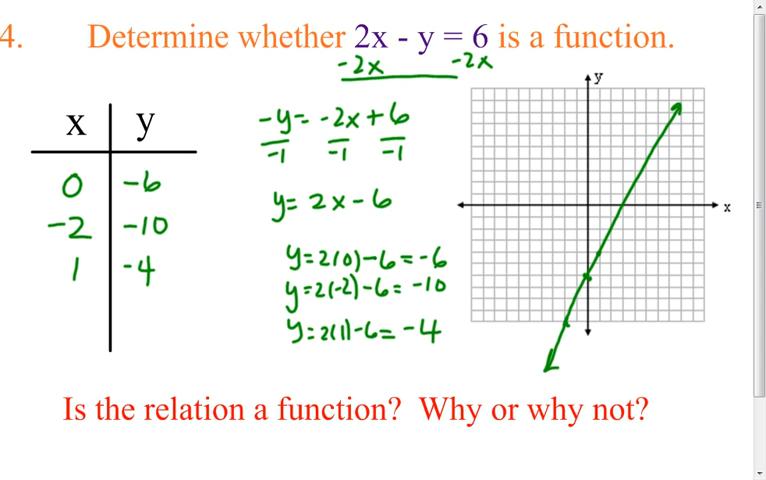 4. Determine whether 2x - y = 6 is a function.
-2x -2x
x y
0 -6
-2 -10
1 -4
-y = -2x + 6
-1 -1 -1
y = 2x - 6
y = 2(0) - 6 = -6
y = 2(-2) - 6 = -10
y = 2(1) - 6 = -4
y
x
Is the relation a function? Why or why not?